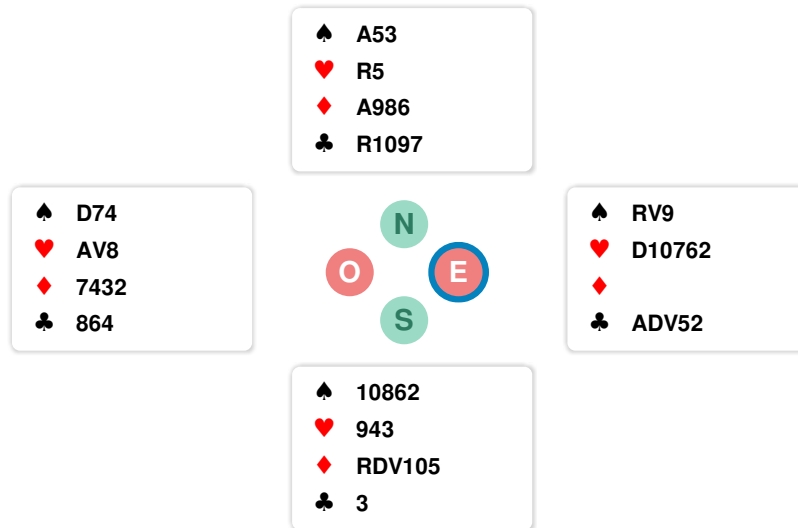 ♠ A53
♥ R5
♦ A986
♣ R1097
♠ D74
♥ AV8
♦ 7432
♣ 864
N
O
E
S
♠ RV9
♥ D10762
♦
♣ ADV52
♠ 10862
♥ 943
♦ RDV105
♣ 3